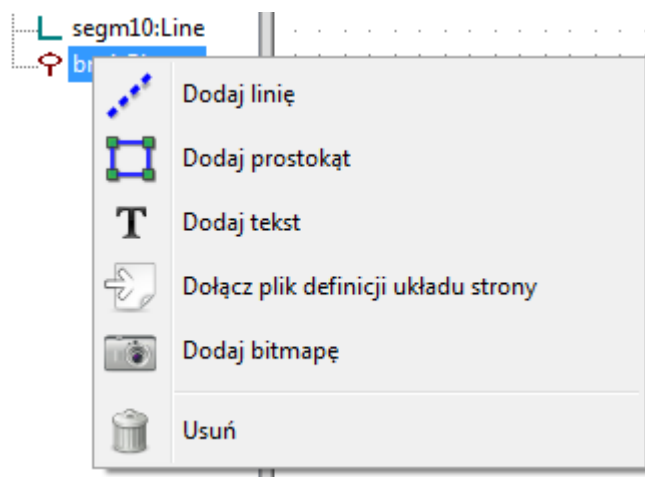 segm10:Line
Dodaj linię
Dodaj prostokąt
Dodaj tekst
Dołącz plik definicji układu strony
Dodaj bitmapę
Usuń